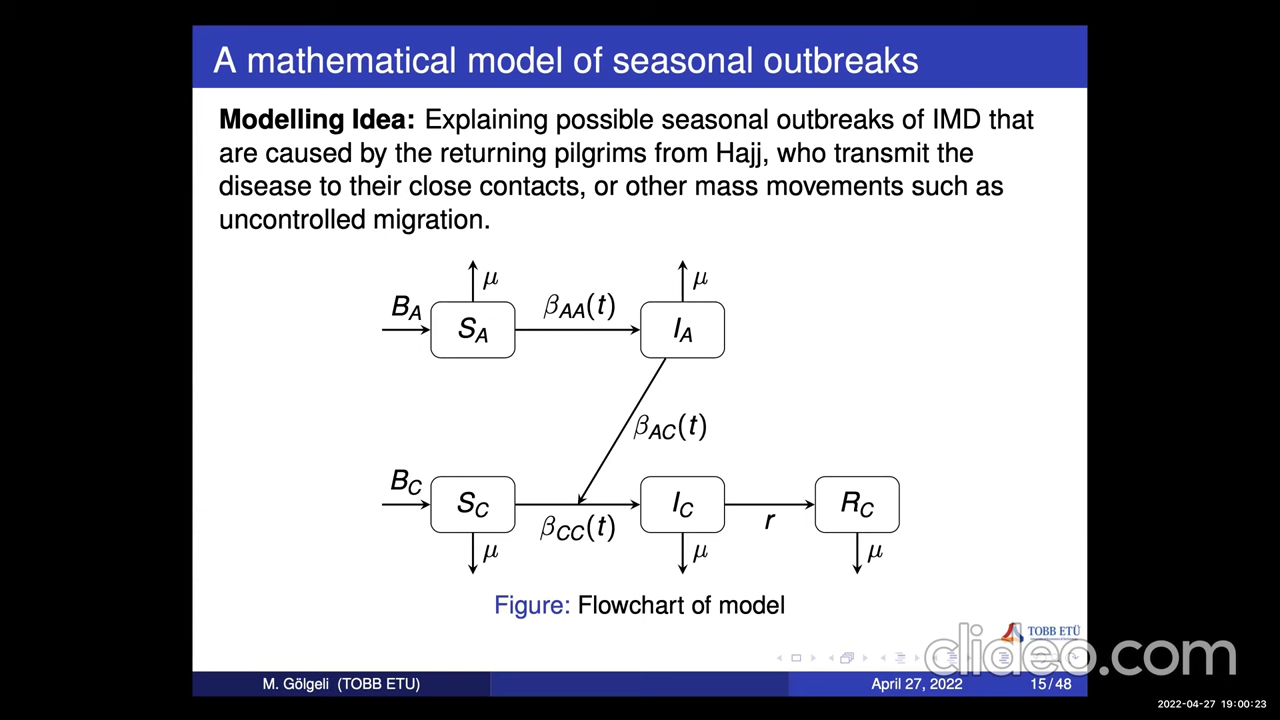 A mathematical model of seasonal outbreaks
Modelling Idea: Explaining possible seasonal outbreaks of IMD that
are caused by the returning pilgrims from Hajj, who transmit the
disease to their close contacts, or other mass movements such as
uncontrolled migration.
μ
μ
B_A
S_A
β_AA(t)
I_A
β_AC(t)
B_C
S_C
β_CC(t)
I_C
r
R_C
μ
μ
μ
Figure: Flowchart of model
TOBB ETÜ
clideo.com
M. Gölgeli (TOBB ETU)
April 27, 2022
15/48
2022-04-27 19:00:23